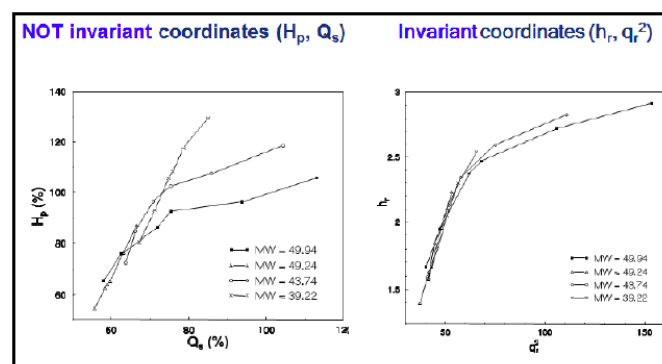 NOT invariant coordinates (Hp, Qs)
Invariant coordinates (hr, qr²)
140
120
100
80
60
Hp (%)
MW = 49.94
MW = 49.24
MW = 43.74
MW = 39.22
60
80
100
12
Qs (%)
3
2.5
2
1.5
hr
MW = 49.94
MW = 49.24
MW = 43.74
MW = 39.22
50
100
150
qr²